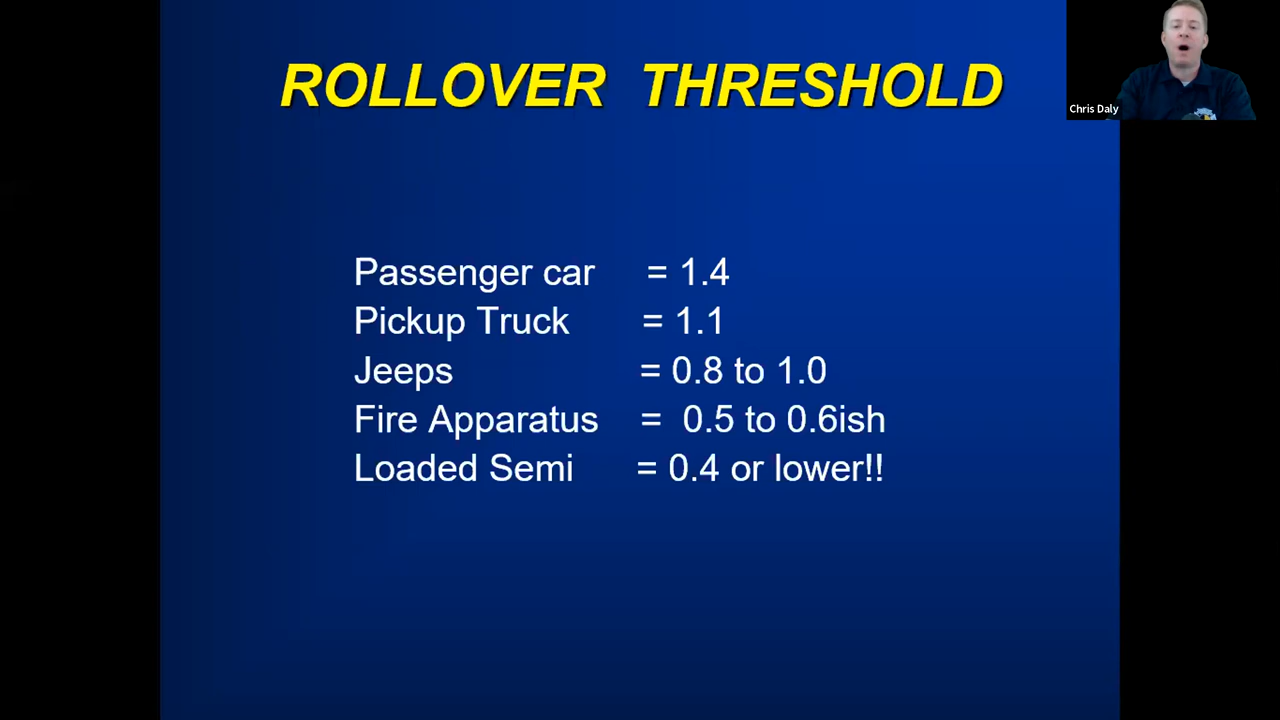 ROLLOVER THRESHOLD
Chris Daly
Passenger car = 1.4
Pickup Truck = 1.1
Jeeps = 0.8 to 1.0
Fire Apparatus = 0.5 to 0.6ish
Loaded Semi = 0.4 or lower!!